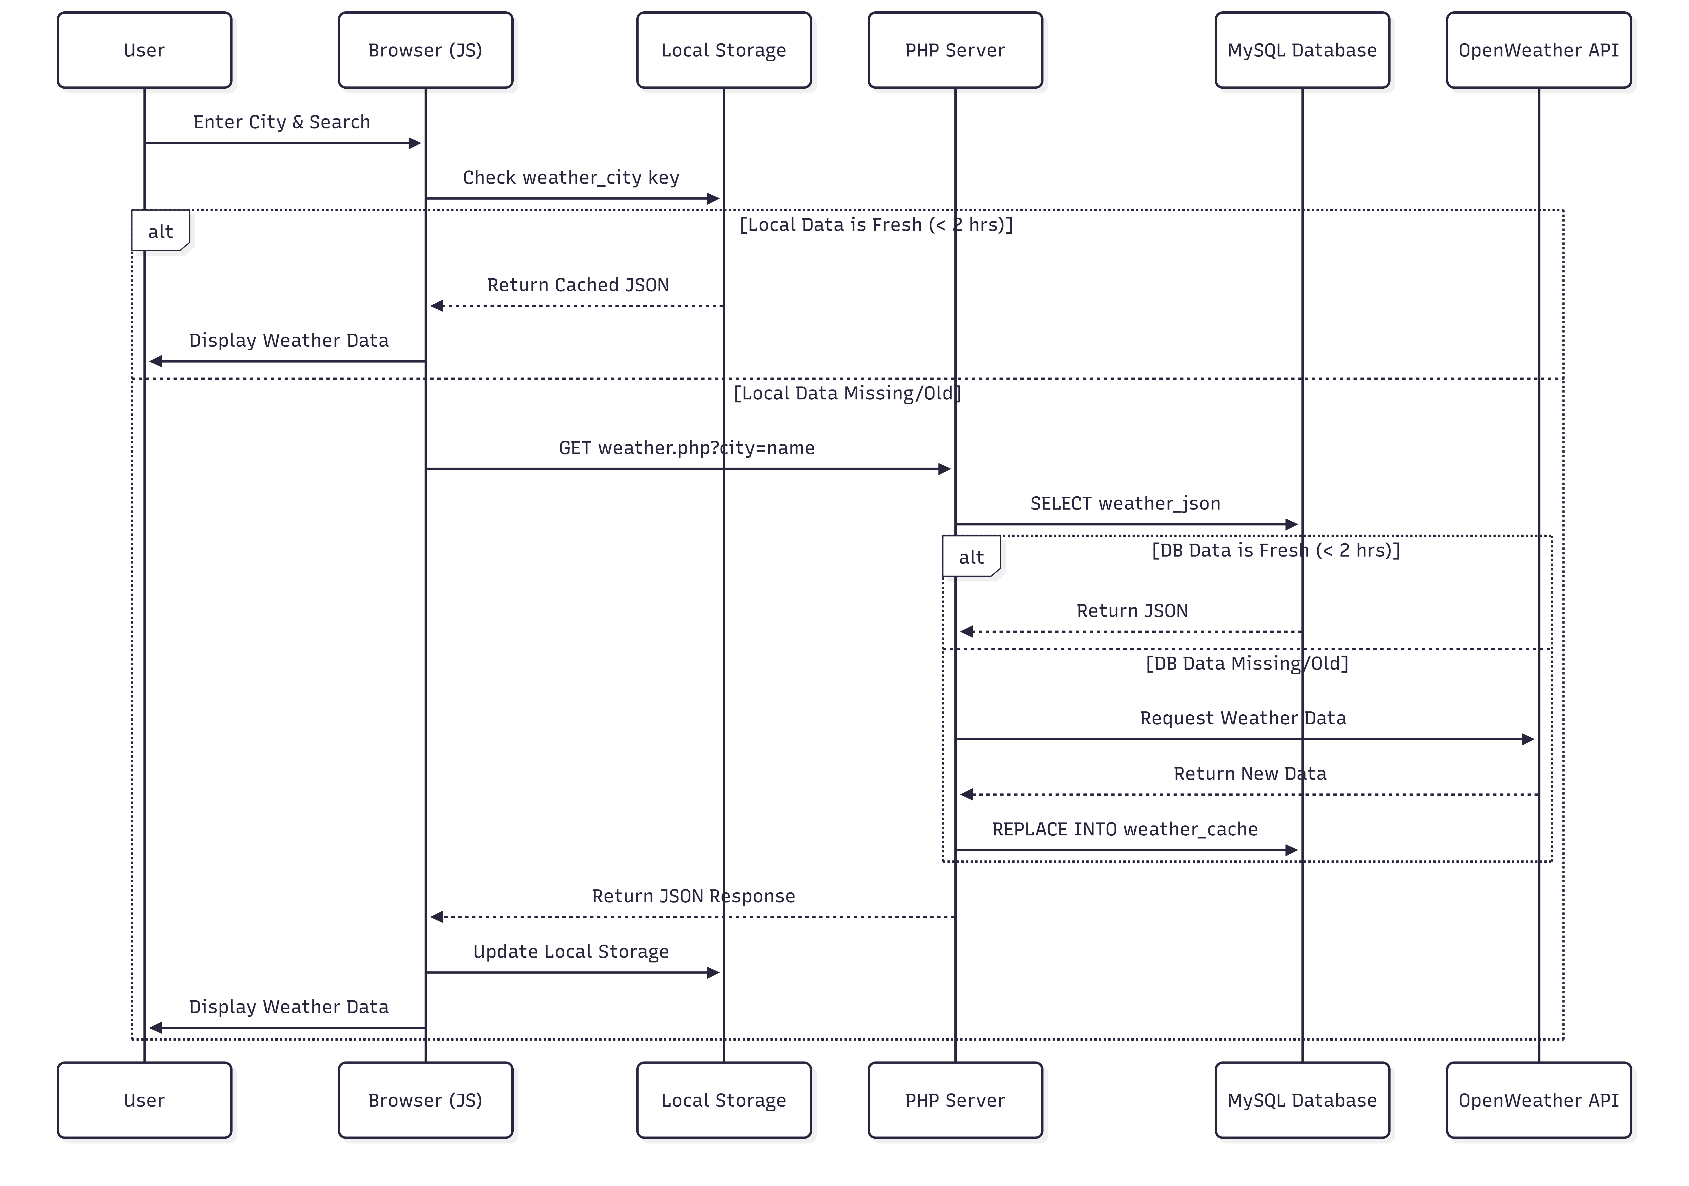 User
Browser (JS)
Local Storage
PHP Server
MySQL Database
OpenWeather API
Enter City & Search
Check weather_city key
alt
[Local Data is Fresh (< 2 hrs)]
Return Cached JSON
Display Weather Data
[Local Data Missing/Old]
GET weather.php?city=name
SELECT weather_json
alt
[DB Data is Fresh (< 2 hrs)]
Return JSON
[DB Data Missing/Old]
Request Weather Data
Return New Data
REPLACE INTO weather_cache
Return JSON Response
Update Local Storage
Display Weather Data
User
Browser (JS)
Local Storage
PHP Server
MySQL Database
OpenWeather API